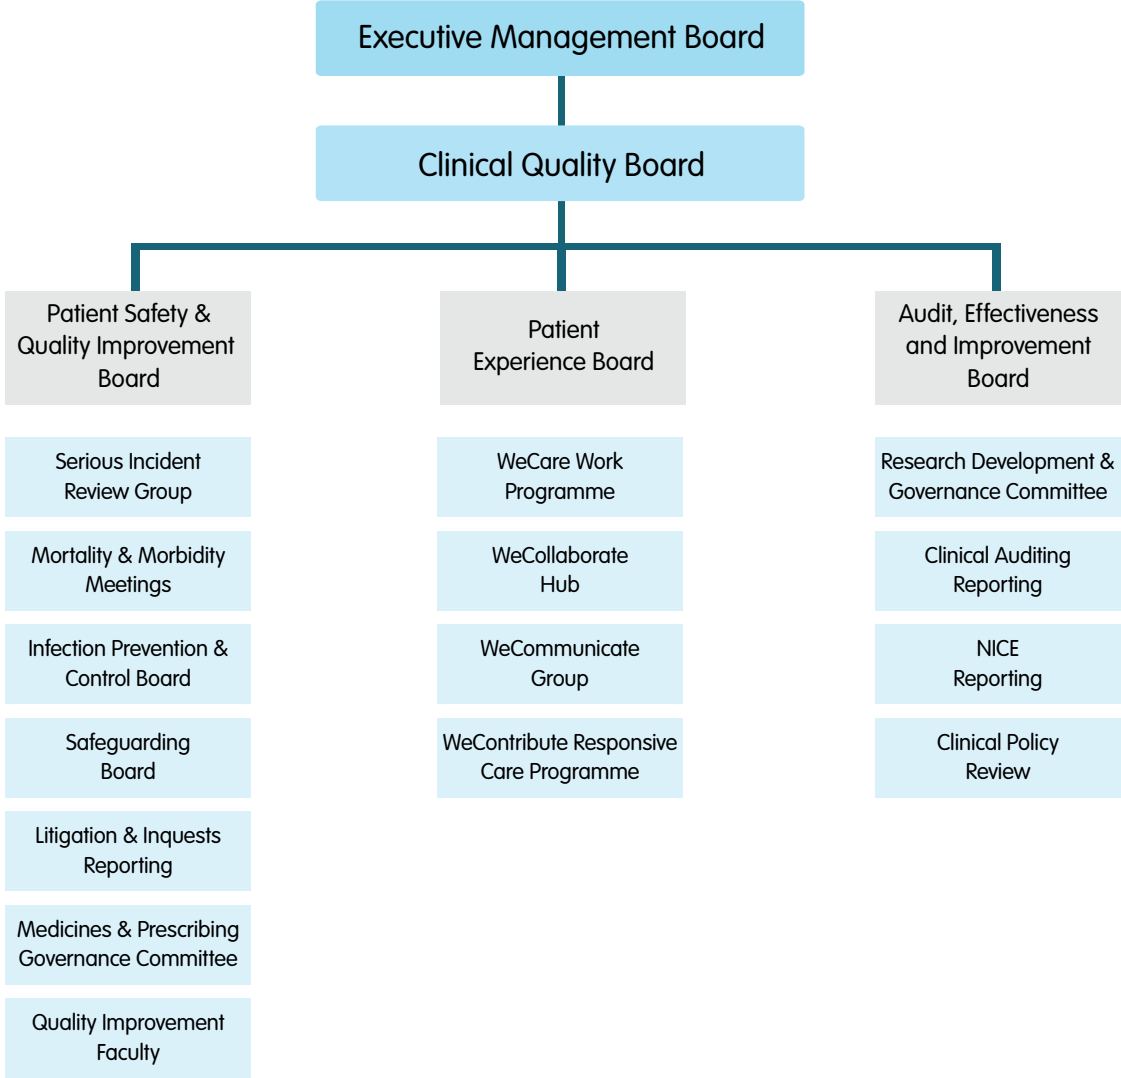 Executive Management Board
Clinical Quality Board
Patient Safety &
Quality Improvement
Board
Patient
Experience Board
Audit, Effectiveness
and Improvement
Board
Serious Incident
Review Group
Mortality & Morbidity
Meetings
Infection Prevention &
Control Board
Safeguarding
Board
Litigation & Inquests
Reporting
Medicines & Prescribing
Governance Committee
Quality Improvement
Faculty
WeCare Work
Programme
WeCollaborate
Hub
WeCommunicate
Group
WeContribute Responsive
Care Programme
Research Development &
Governance Committee
Clinical Auditing
Reporting
NICE
Reporting
Clinical Policy
Review